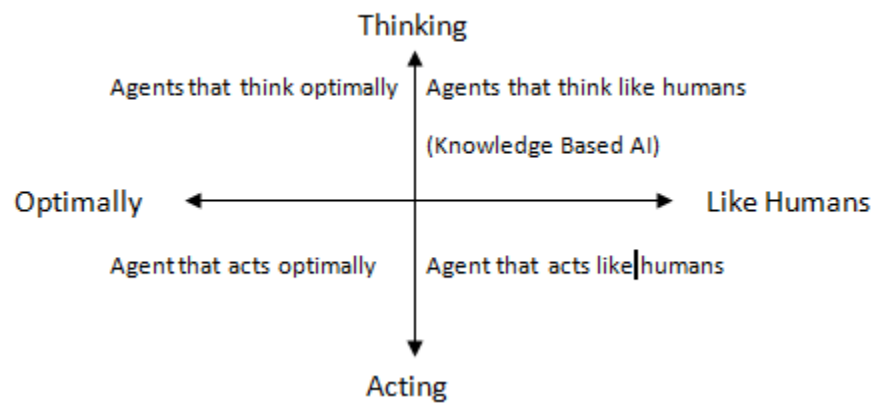 Thinking
Agents that think optimally
Agents that think like humans
(Knowledge Based AI)
Optimally
Like Humans
Agent that acts optimally
Agent that acts like humans
Acting